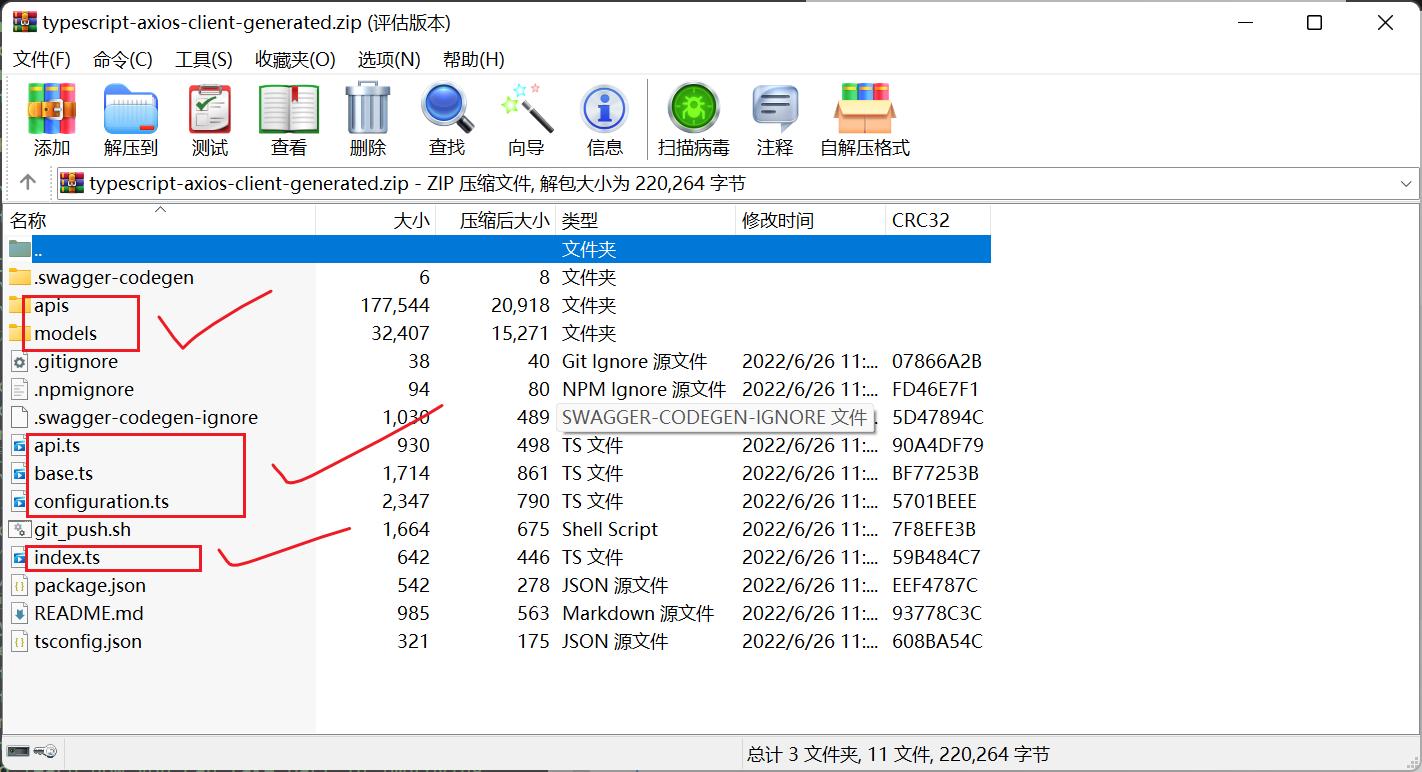 typescript-axios-client-generated.zip (评估版本)
文件(F) 命令(C) 工具(S) 收藏夹(O) 选项(N) 帮助(H)
添加 解压到 测试 查看 删除 查找 向导 信息 扫描病毒 注释 自解压格式
typescript-axios-client-generated.zip - ZIP 压缩文件, 解包大小为 220,264 字节
名称 大小 压缩后大小 类型 修改时间 CRC32
.. 文件夹
.swagger-codegen 6 8 文件夹
apis 177,544 20,918 文件夹
models 32,407 15,271 文件夹
.gitignore 38 40 Git Ignore 源文件 2022/6/26 11:... 07866A2B
.npmignore 94 80 NPM Ignore 源文件 2022/6/26 11:... FD46E7F1
.swagger-codegen-ignore 1,030 489 SWAGGER-CODEGEN-IGNORE 文件 5D47894C
api.ts 930 498 TS 文件 2022/6/26 11:... 90A4DF79
base.ts 1,714 861 TS 文件 2022/6/26 11:... BF77253B
configuration.ts 2,347 790 TS 文件 2022/6/26 11:... 5701BEEE
git_push.sh 1,664 675 Shell Script 2022/6/26 11:... 7F8EFE3B
index.ts 642 446 TS 文件 2022/6/26 11:... 59B484C7
package.json 542 278 JSON 源文件 2022/6/26 11:... EEF4787C
README.md 985 563 Markdown 源文件 2022/6/26 11:... 93778C3C
tsconfig.json 321 175 JSON 源文件 2022/6/26 11:... 608BA54C
总计 3 文件夹, 11 文件, 220,264 字节